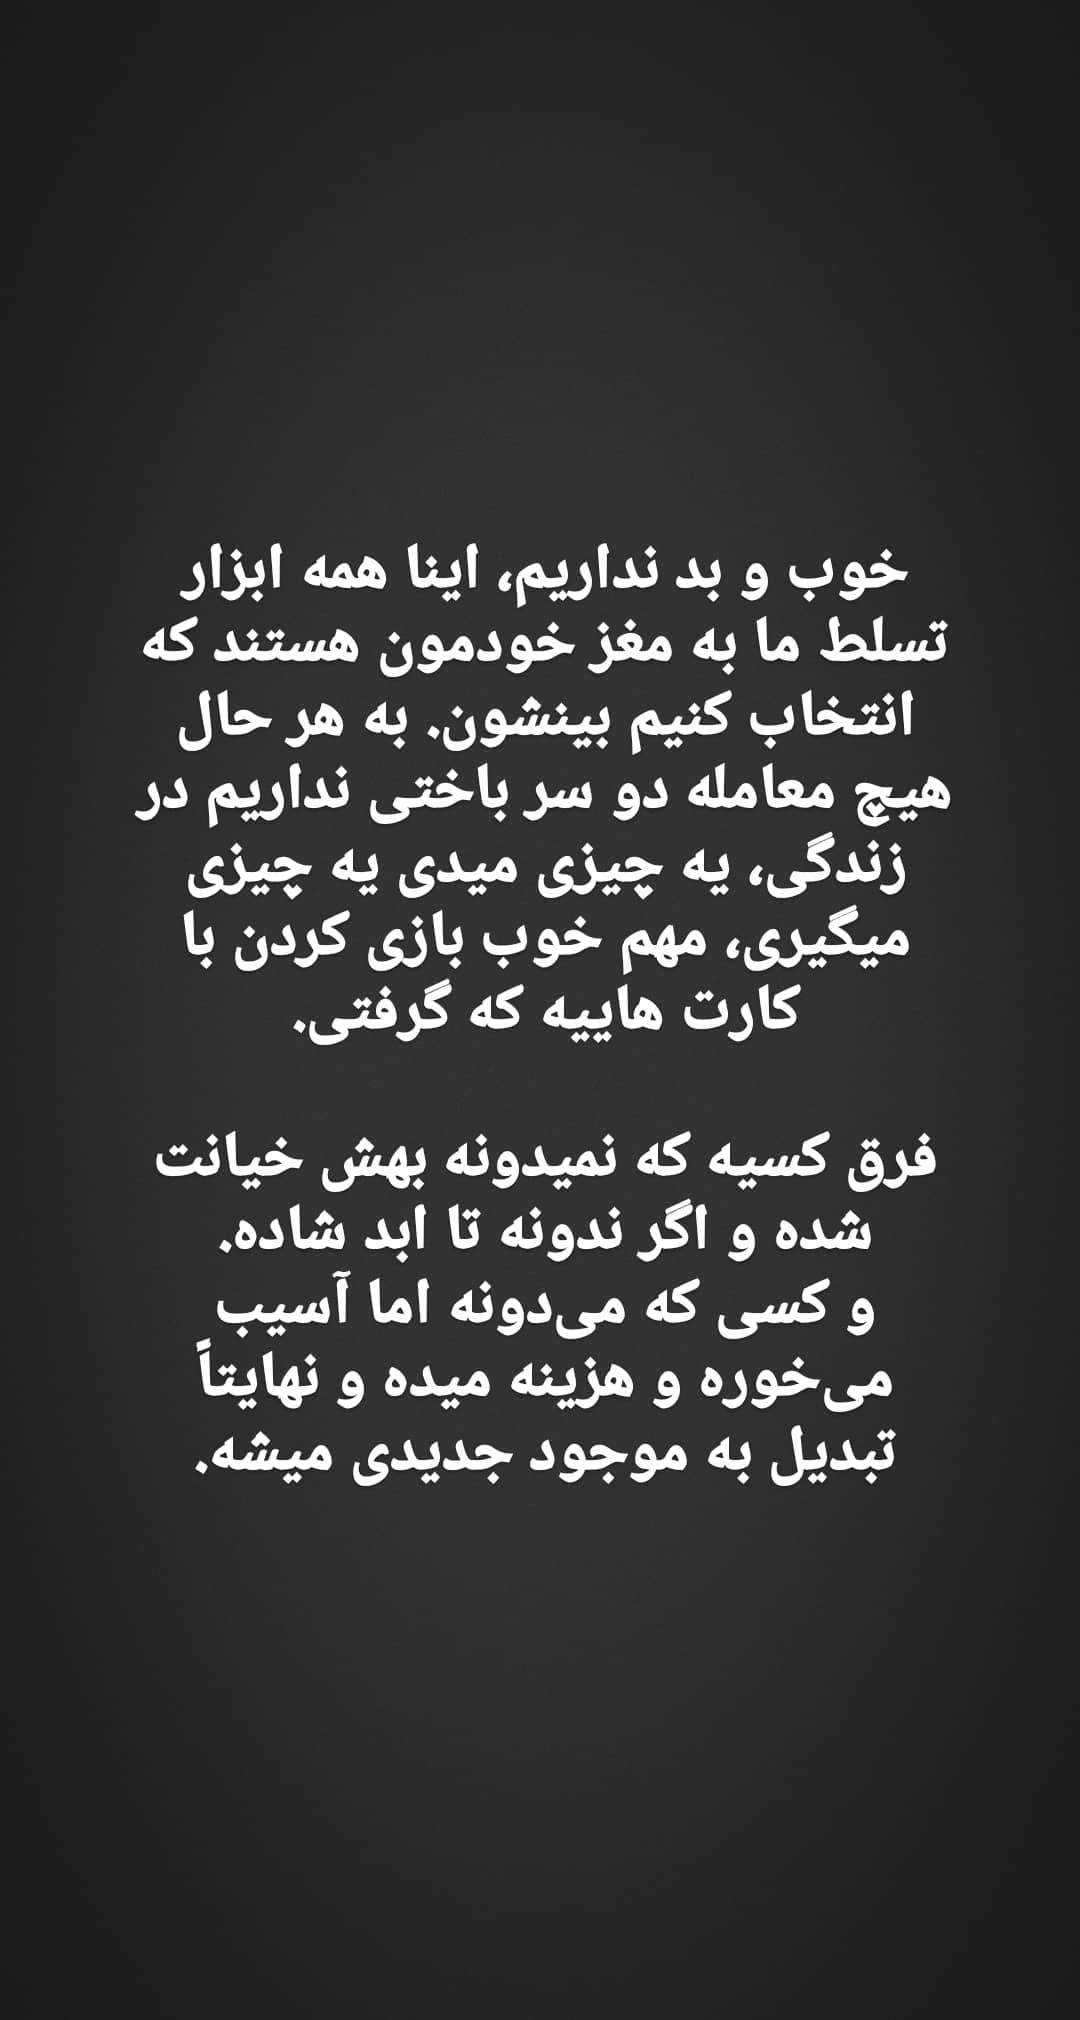 خوب و بد نداریم، اینا همه ابزار
تسلط ما به مغز خودمون هستند که
انتخاب کنیم بینشون. به هر حال
هیچ معامله دو سر باختی نداریم در
زندگی، یه چیزی میدی یه چیزی
میگیری، مهم خوب بازی کردن با
کارت هاییه که گرفتی.
فرق کسیه که نمیدونه بهش خیانت
شده و اگر ندونه تا ابد شاده.
و کسی که می‌دونه اما آسیب
می‌خوره و هزینه میده و نهایتاً
تبدیل به موجود جدیدی میشه.